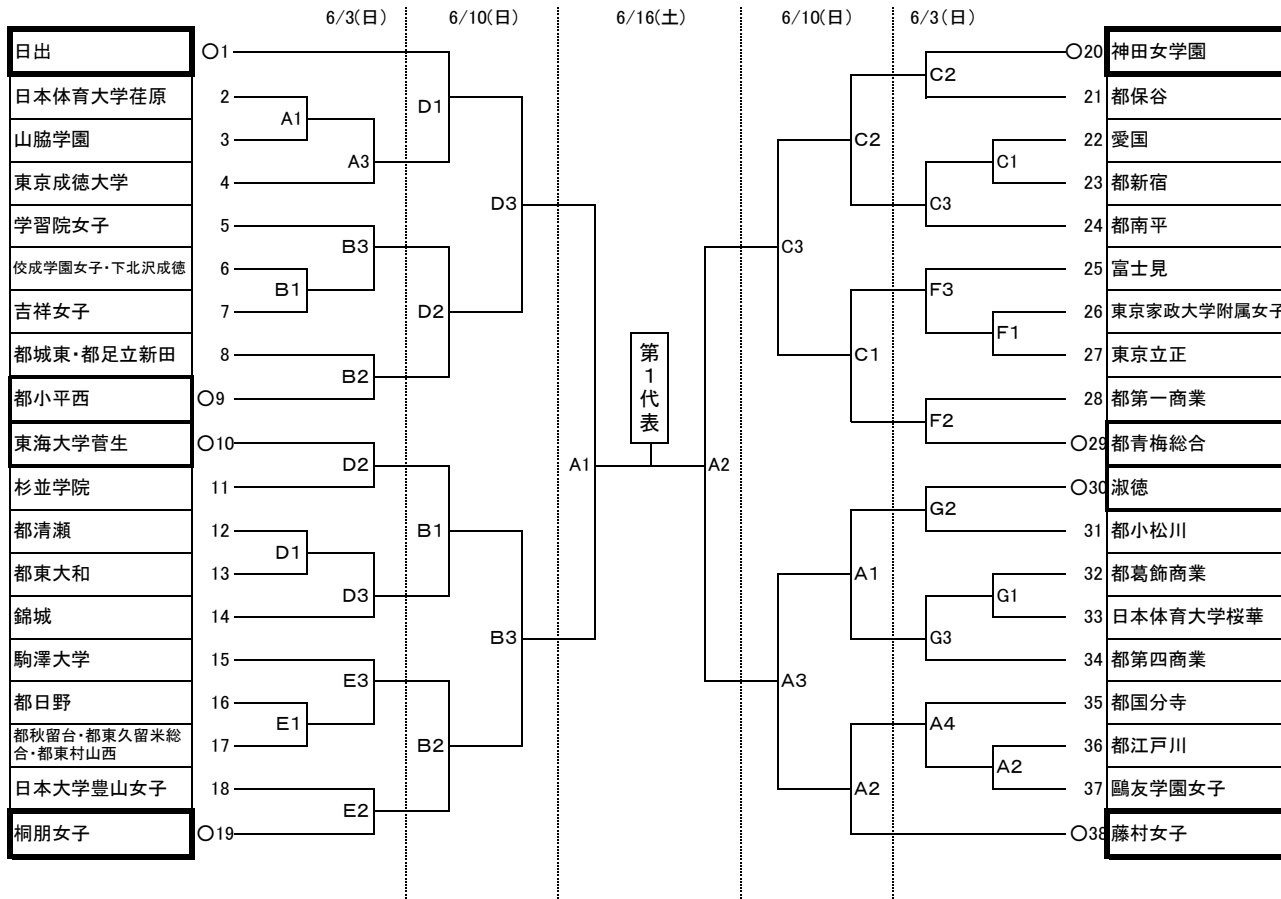 6/3(日) 6/10(日) 6/16(土) 6/10(日) 6/3(日)
日出 ○1
日本体育大学荏原 2
山脇学園 3
東京成徳大学 4
学習院女子 5
佼成学園女子・下北沢成徳 6
吉祥女子 7
都城東・都足立新田 8
都小平西 ○9
東海大学菅生 ○10
杉並学院 11
都清瀬 12
都東大和 13
錦城 14
駒澤大学 15
都日野 16
都秋留台・都東久留米総
合・都東村山西 17
日本大学豊山女子 18
桐朋女子 ○19
A1
A3
B3
B1
B2
D2
D1
D3
E3
E1
E2
D1
D2
B1
B2
D3
B3
A1
第
1
代
表
A2
C3
A3
C2
C1
A1
A2
C2
C1
C3
F3
F1
F2
G2
G1
G3
A4
A2
○20 神田女学園
21 都保谷
22 愛国
23 都新宿
24 都南平
25 富士見
26 東京家政大学附属女子
27 東京立正
28 都第一商業
○29 都青梅総合
○30 淑徳
31 都小松川
32 都葛飾商業
33 日本体育大学桜華
34 都第四商業
35 都国分寺
36 都江戸川
37 鷗友学園女子
○38 藤村女子